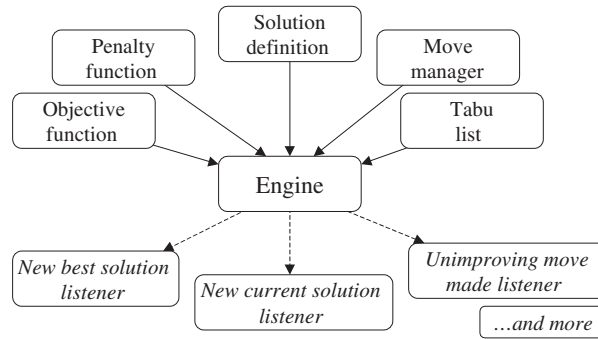 Solution
definition
Penalty
function
Move
manager
Objective
function
Tabu
list
Engine
New best solution
listener
New current solution
listener
Unimproving move
made listener
...and more